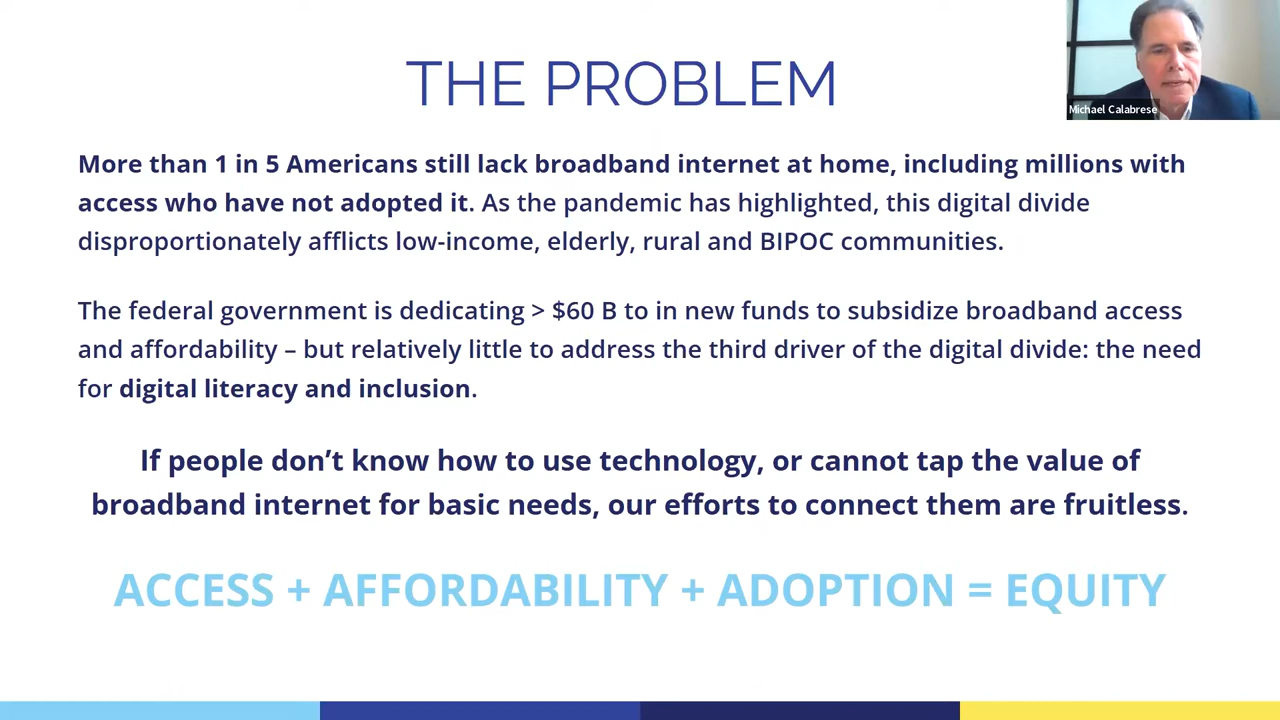 THE PROBLEM
Michael Calabrese
More than 1 in 5 Americans still lack broadband internet at home, including millions with
access who have not adopted it. As the pandemic has highlighted, this digital divide
disproportionately afflicts low-income, elderly, rural and BIPOC communities.
The federal government is dedicating > $60 B to in new funds to subsidize broadband access
and affordability – but relatively little to address the third driver of the digital divide: the need
for digital literacy and inclusion.
If people don’t know how to use technology, or cannot tap the value of
broadband internet for basic needs, our efforts to connect them are fruitless.
ACCESS + AFFORDABILITY + ADOPTION = EQUITY